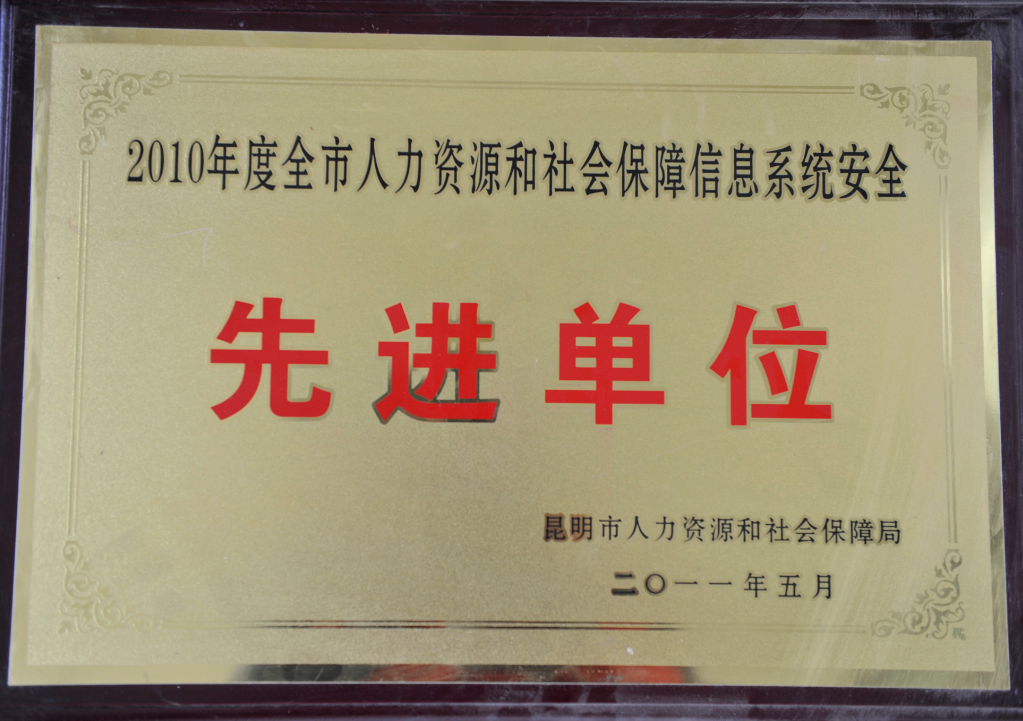 2010年度全市人力资源和社会保障信息系统安全
先进单位
昆明市人力资源和社会保障局
二〇一一年五月